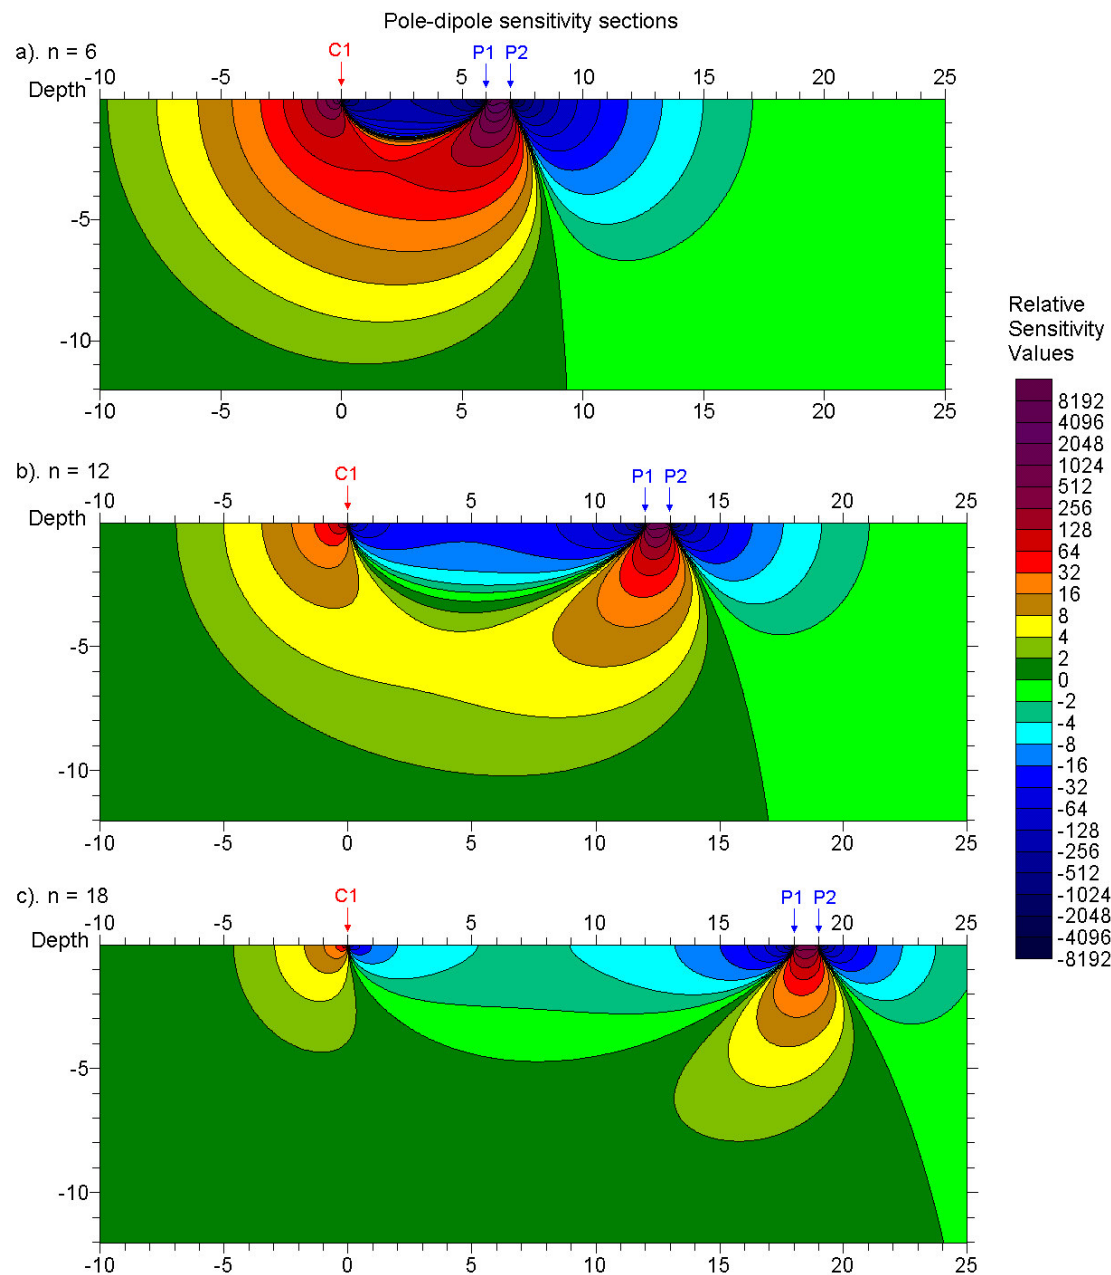 Pole-dipole sensitivity sections
a). n = 6
C1 P1 P2
-10 -5 5 10 15 20 25
Depth
-5
-10
-10 -5 0 5 10 15 20 25
Relative
Sensitivity
Values
8192
4096
2048
1024
512
256
128
64
32
16
8
4
2
0
-2
-4
-8
-16
-32
-64
-128
-256
-512
-1024
-2048
-4096
-8192
b). n = 12
C1 P1 P2
-10 -5 5 10 15 20 25
Depth
-5
-10
-10 -5 0 5 10 15 20 25
c). n = 18
C1 P1 P2
-10 -5 5 10 15 20 25
Depth
-5
-10
-10 -5 0 5 10 15 20 25